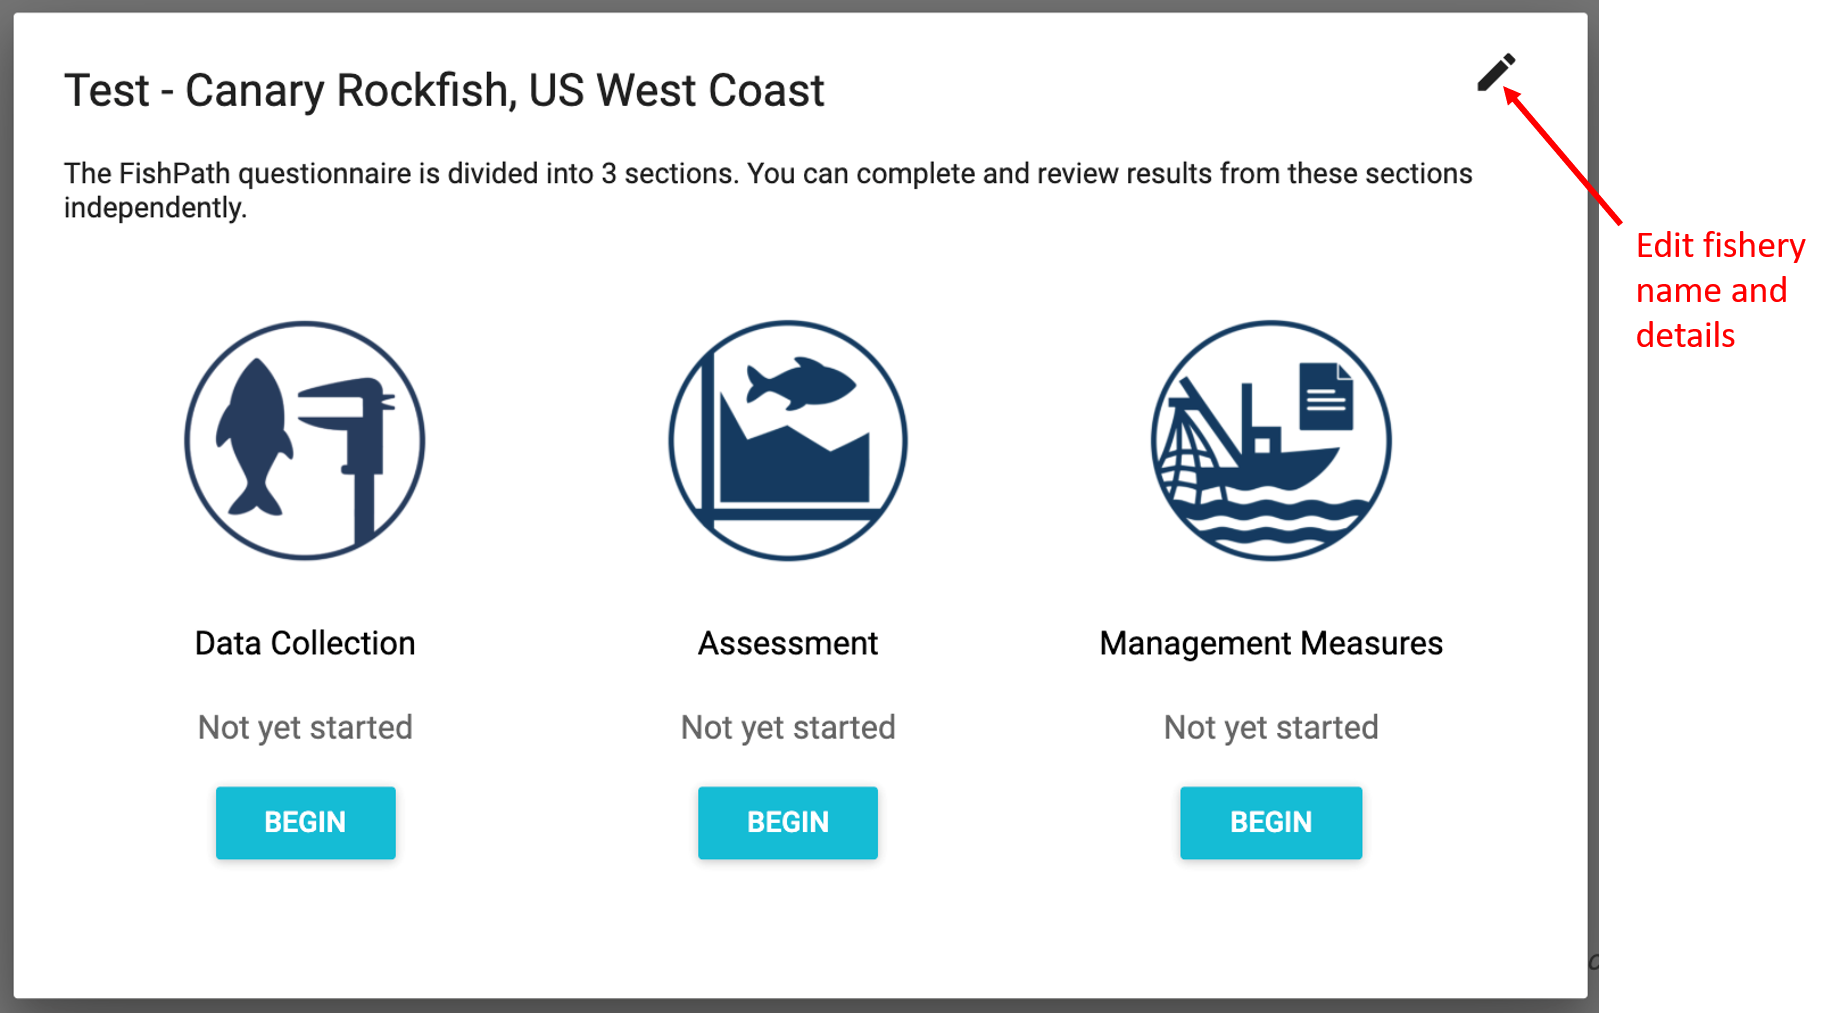 Test - Canary Rockfish, US West Coast
The FishPath questionnaire is divided into 3 sections. You can complete and review results from these sections
independently.
Edit fishery
name and
details
Data Collection
Assessment
Management Measures
Not yet started
Not yet started
Not yet started
BEGIN
BEGIN
BEGIN